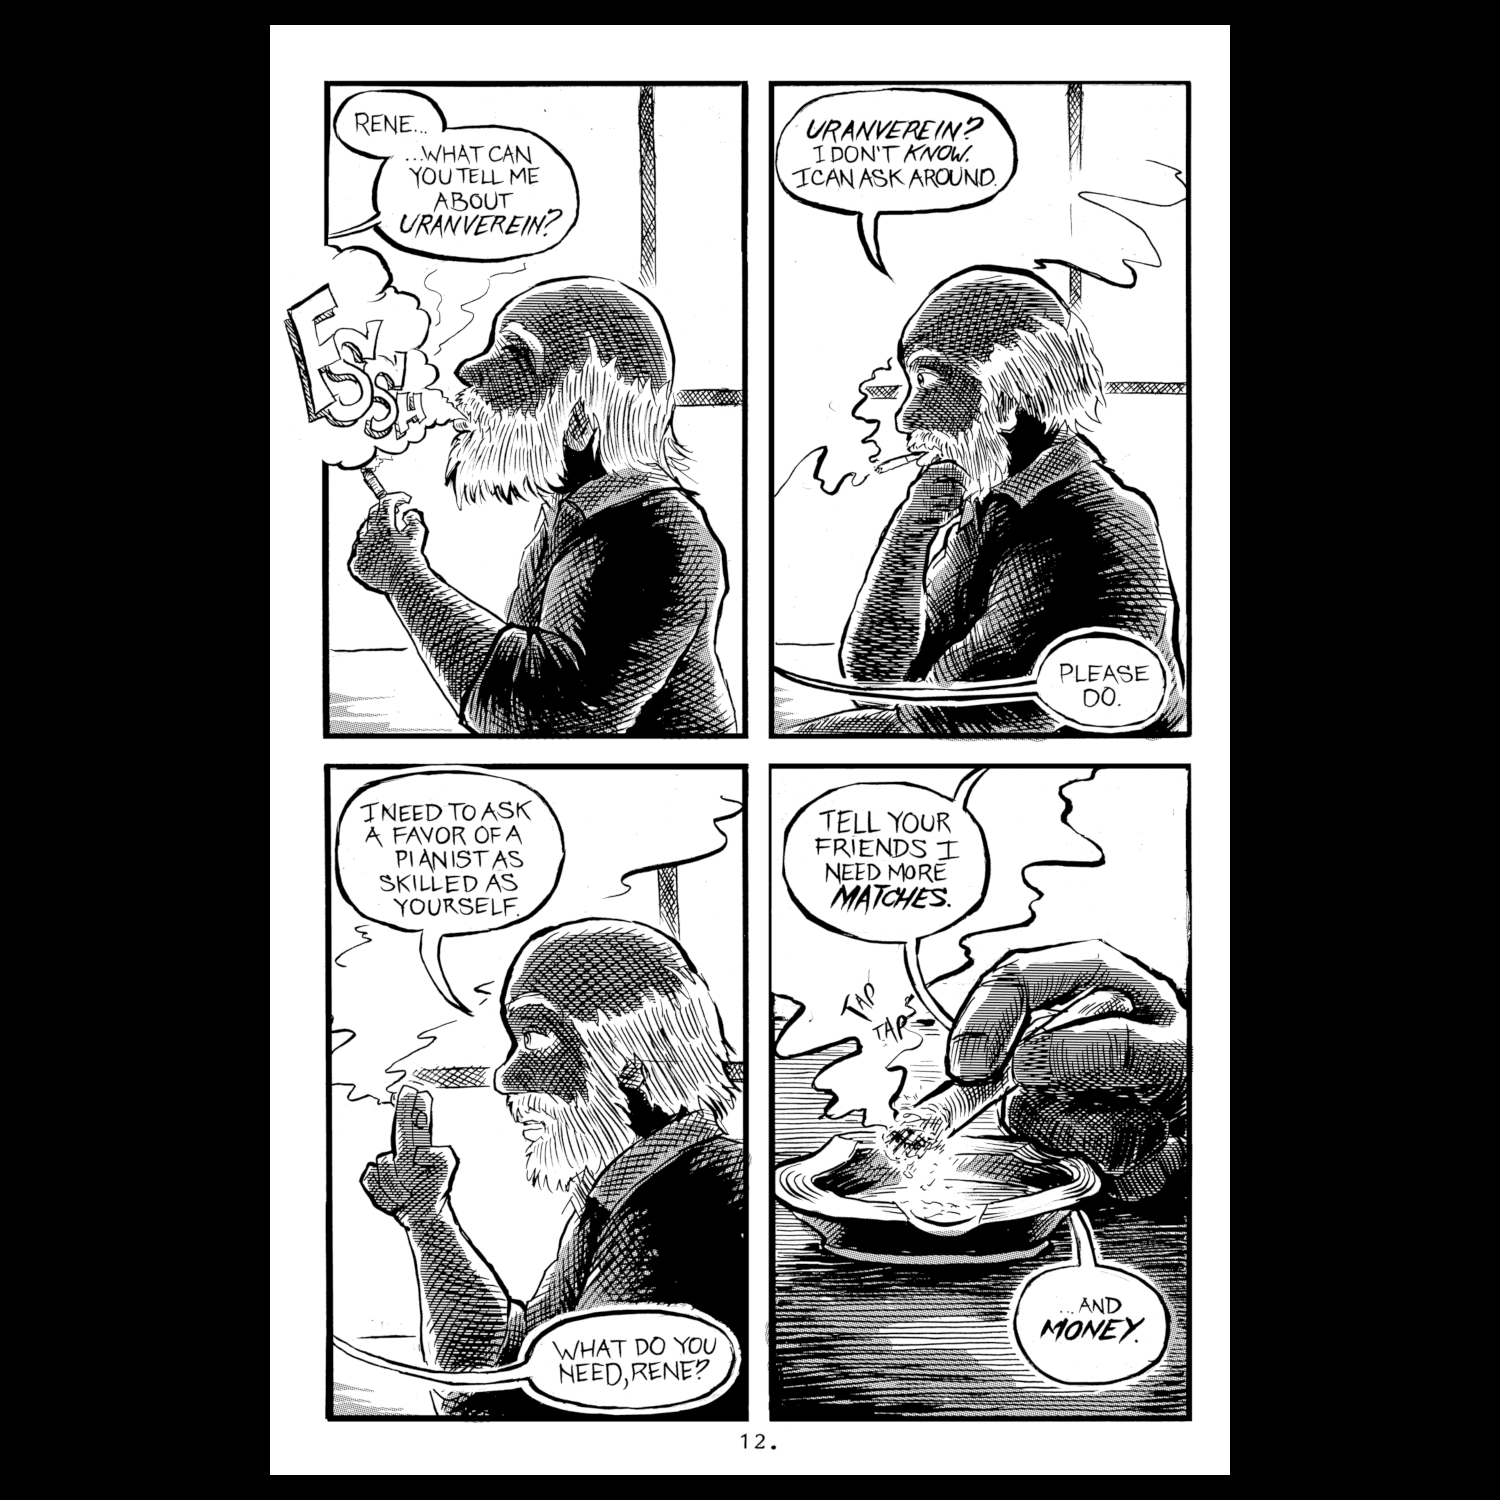 RENE...
...WHAT CAN
YOU TELL ME
ABOUT
URANVEREIN?
ESSSH
URANVEREIN?
I DON'T KNOW.
I CAN ASK AROUND.
PLEASE
DO.
I NEED TO ASK
A FAVOR OF A
PIANIST AS
SKILLED AS
YOURSELF.
WHAT DO YOU
NEED, RENE?
TELL YOUR
FRIENDS I
NEED MORE
MATCHES.
TAP
TAP
...AND
MONEY.
12.